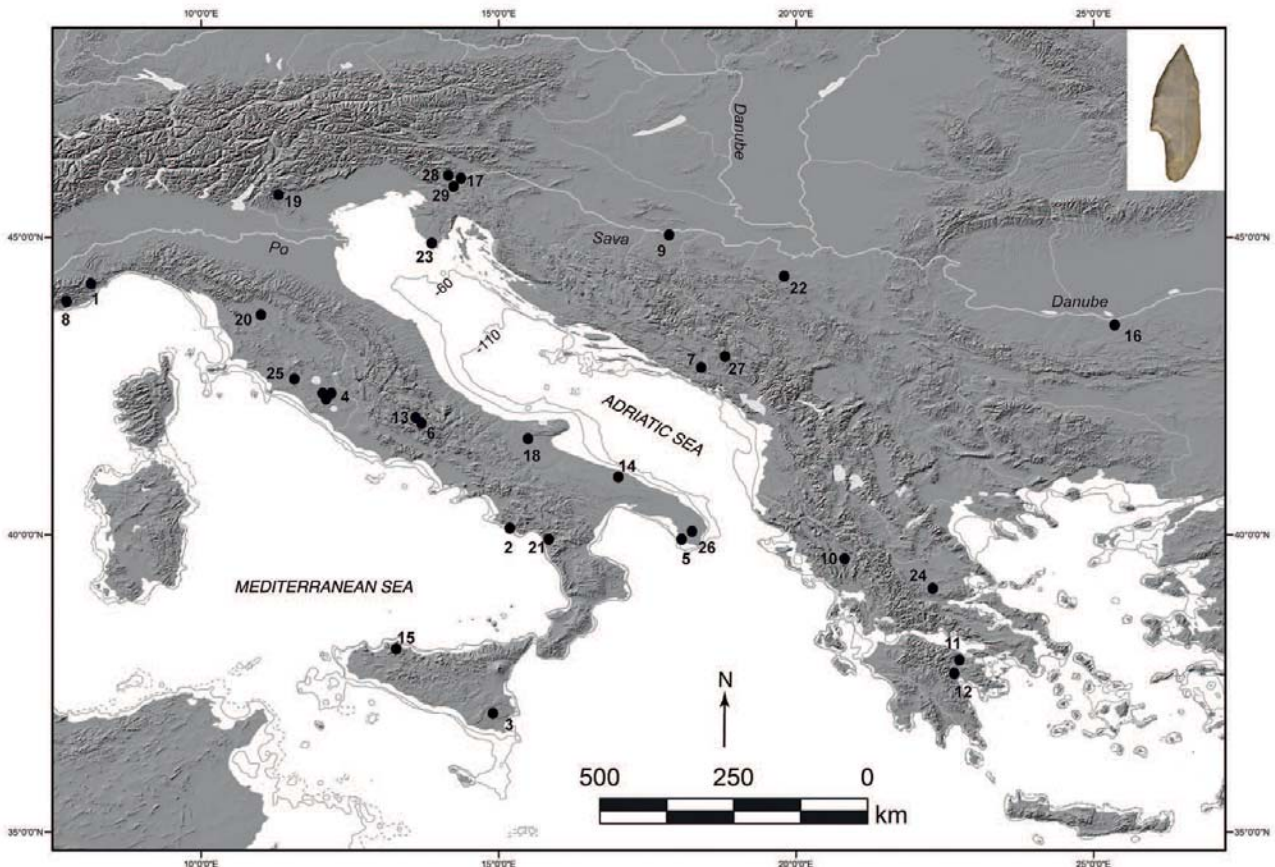 10°0'0"E 15°0'0"E 20°0'0"E 25°0'0"E
Danube
28
17
29
19
45°0'0"N 45°0'0"N
Po
Sava
9
23
-60
22
1
8
20
Danube
16
-110
7
27
25
4
13
6
ADRIATIC SEA
18
14
40°0'0"N 40°0'0"N
2
21
5
26
10
24
MEDITERRANEAN SEA
15
11
12
3
N
500 250 0
km
35°0'0"N 35°0'0"N
10°0'0"E 15°0'0"E 20°0'0"E 25°0'0"E